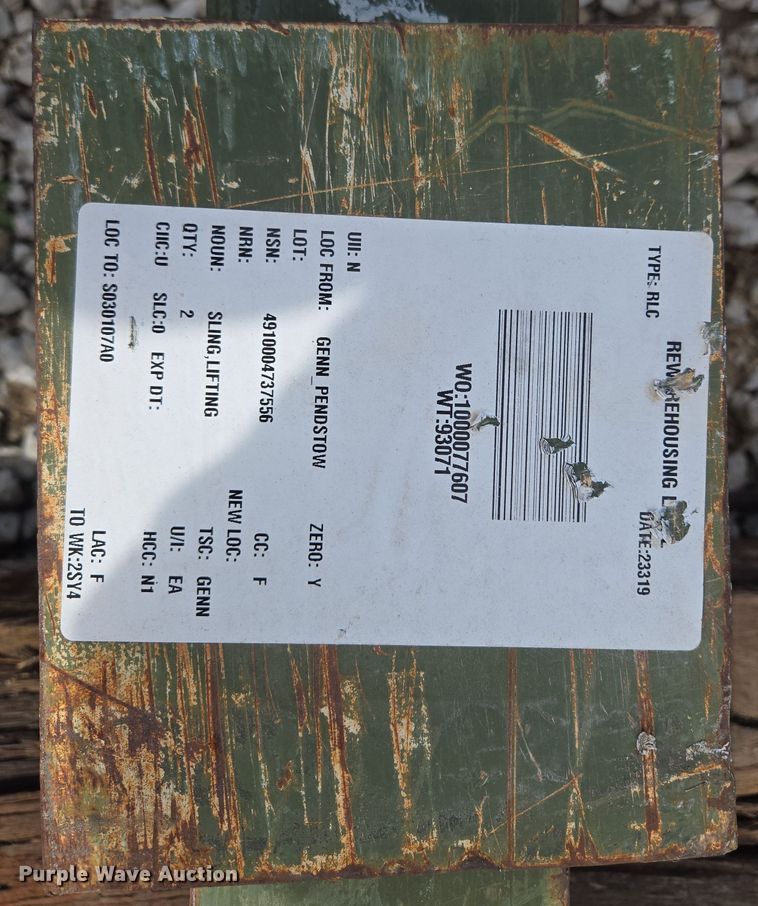 REWAREHOUSING L
TYPE: RLC DATE:23319
WO:1000077607
WT:93071
UII: N
LOC FROM: GENN_PENDSTOW ZERO: Y
LOT:
NSN: 4910004737556 CC: F
NRN: NEW LOC:
NOUN: SLING,LIFTING TSC: GENN
QTY: 2 U/I: EA
CIIC:U SLC:0 EXP DT: HCC: N1
LAC: F
LOC TO: S030107A0 TO WK:2SY4
Purple Wave Auction